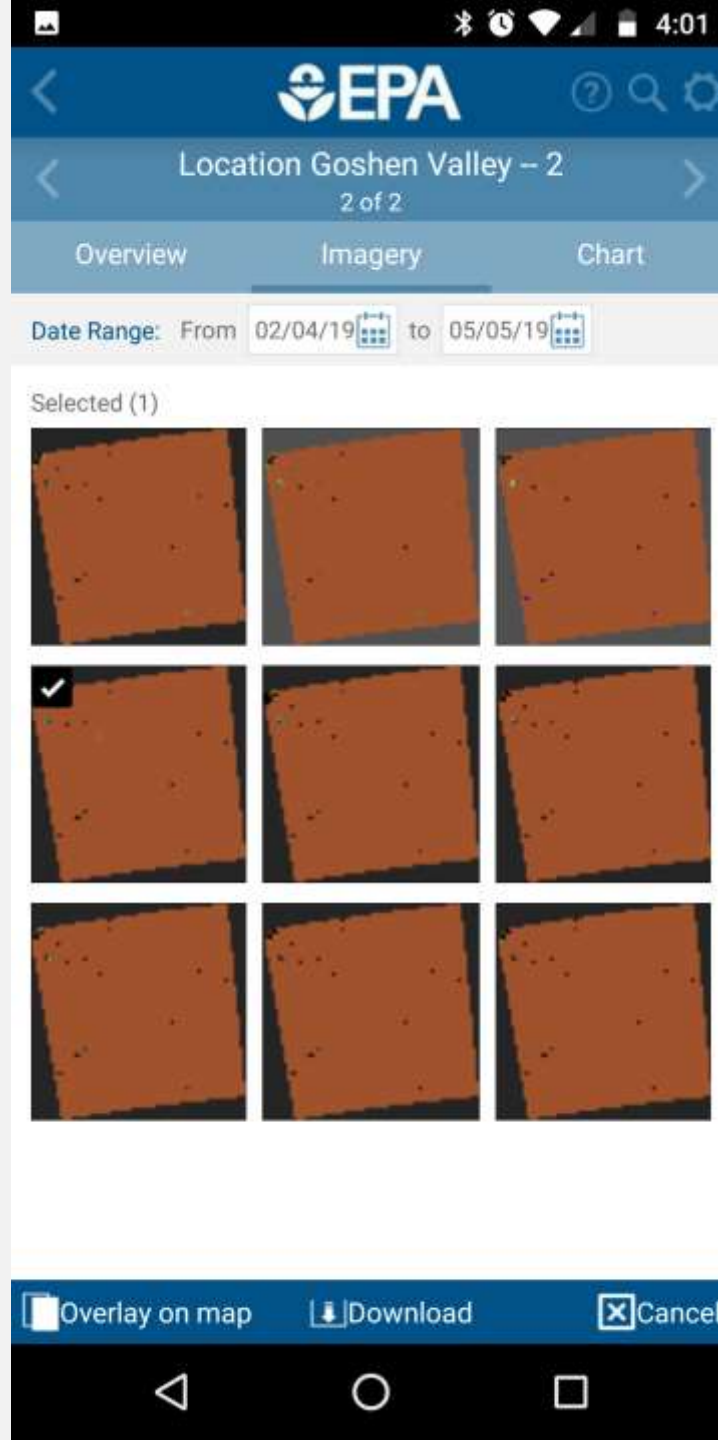 4:01
EPA
Location Goshen Valley – 2
2 of 2
Overview Imagery Chart
Date Range: From 02/04/19 to 05/05/19
Selected (1)
Overlay on map Download Cancel